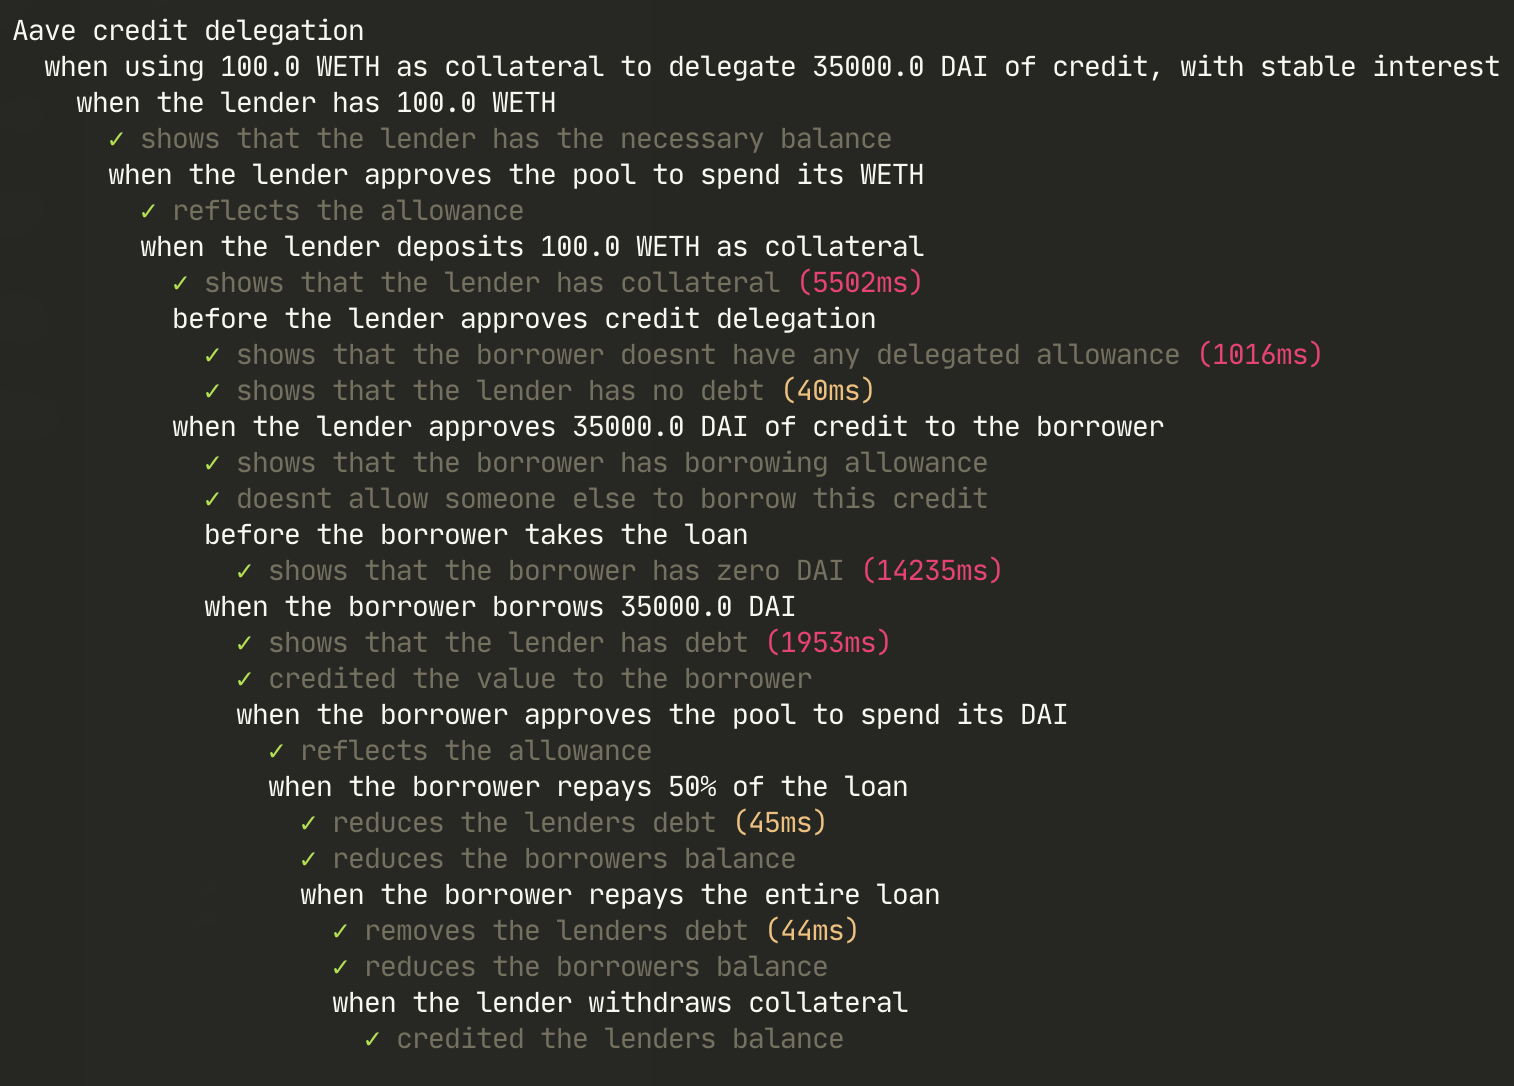 Aave credit delegation
when using 100.0 WETH as collateral to delegate 35000.0 DAI of credit, with stable interest
when the lender has 100.0 WETH
✓ shows that the lender has the necessary balance
when the lender approves the pool to spend its WETH
✓ reflects the allowance
when the lender deposits 100.0 WETH as collateral
✓ shows that the lender has collateral (5502ms)
before the lender approves credit delegation
✓ shows that the borrower doesnt have any delegated allowance (1016ms)
✓ shows that the lender has no debt (40ms)
when the lender approves 35000.0 DAI of credit to the borrower
✓ shows that the borrower has borrowing allowance
✓ doesnt allow someone else to borrow this credit
before the borrower takes the loan
✓ shows that the borrower has zero DAI (14235ms)
when the borrower borrows 35000.0 DAI
✓ shows that the lender has debt (1953ms)
✓ credited the value to the borrower
when the borrower approves the pool to spend its DAI
✓ reflects the allowance
when the borrower repays 50% of the loan
✓ reduces the lenders debt (45ms)
✓ reduces the borrowers balance
when the borrower repays the entire loan
✓ removes the lenders debt (44ms)
✓ reduces the borrowers balance
when the lender withdraws collateral
✓ credited the lenders balance